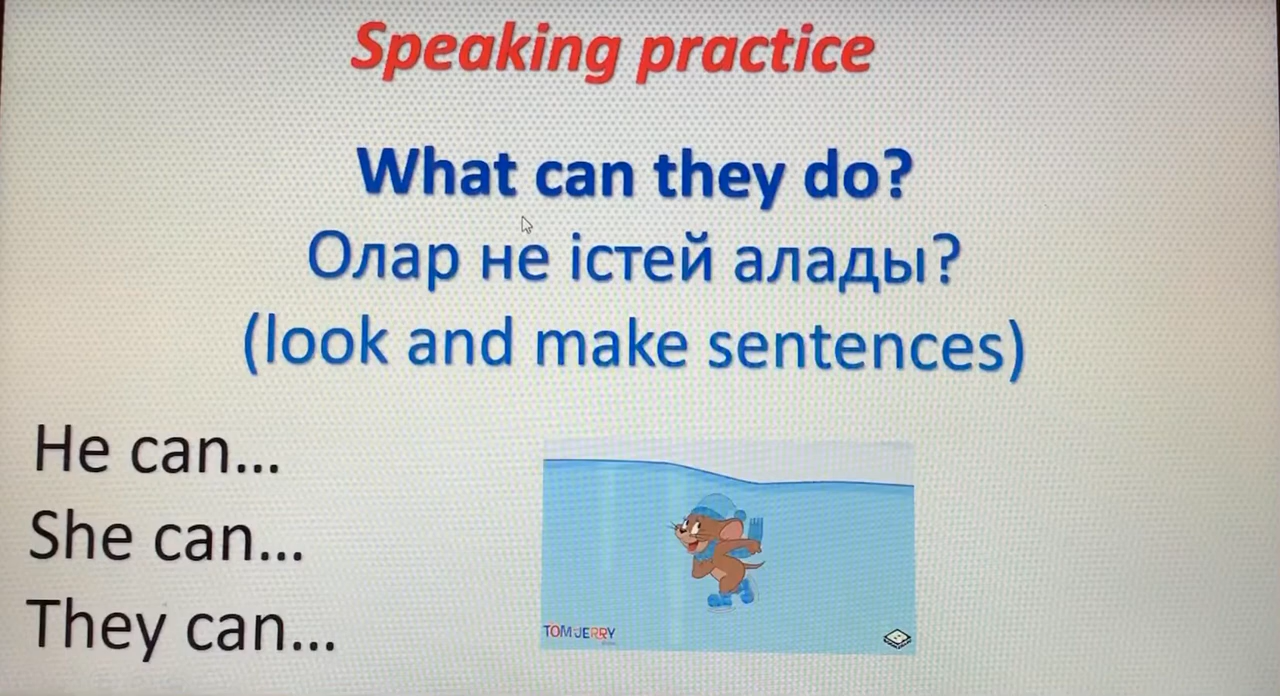 Speaking practice
What can they do?
Олар не істей алады?
(look and make sentences)
He can...
She can...
They can...
TOM JERRY